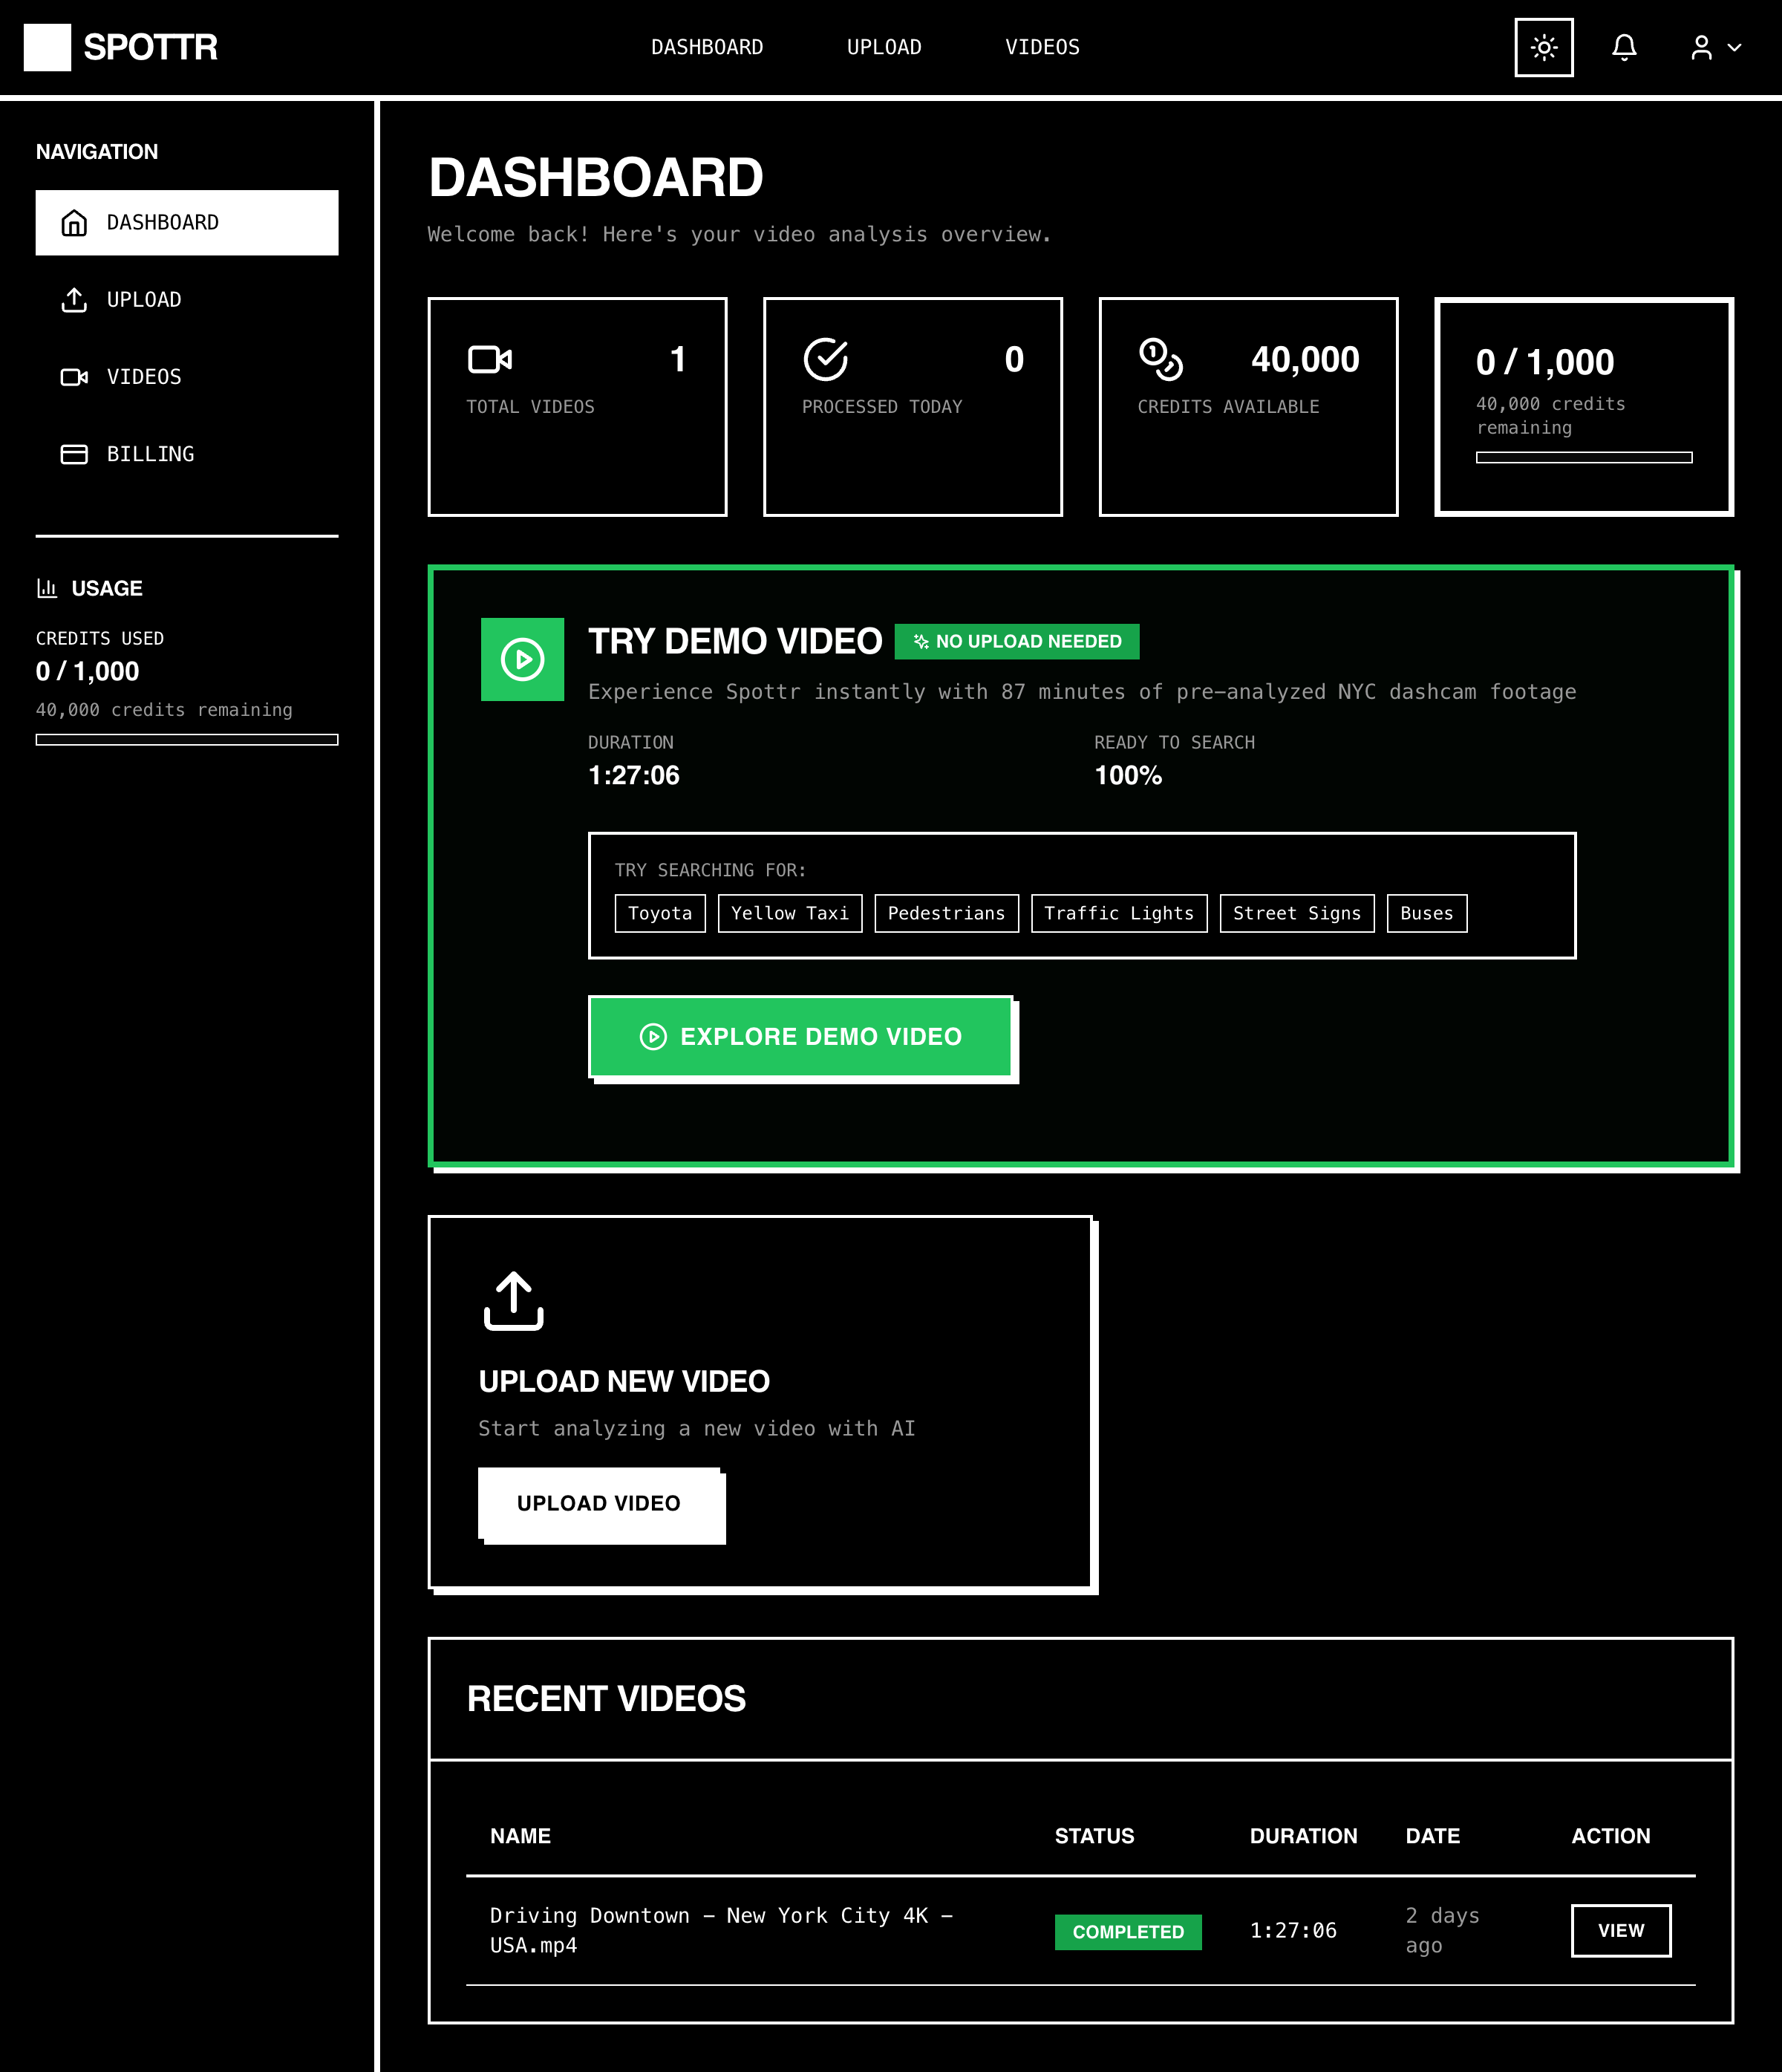 SPOTTR
DASHBOARD
UPLOAD
VIDEOS
NAVIGATION
DASHBOARD
UPLOAD
VIDEOS
BILLING
USAGE
CREDITS USED
0 / 1,000
40,000 credits remaining
DASHBOARD
Welcome back! Here's your video analysis overview.
1
TOTAL VIDEOS
0
PROCESSED TODAY
40,000
CREDITS AVAILABLE
0 / 1,000
40,000 credits
remaining
TRY DEMO VIDEO
NO UPLOAD NEEDED
Experience Spottr instantly with 87 minutes of pre-analyzed NYC dashcam footage
DURATION
1:27:06
READY TO SEARCH
100%
TRY SEARCHING FOR:
Toyota
Yellow Taxi
Pedestrians
Traffic Lights
Street Signs
Buses
EXPLORE DEMO VIDEO
UPLOAD NEW VIDEO
Start analyzing a new video with AI
UPLOAD VIDEO
RECENT VIDEOS
NAME STATUS DURATION DATE ACTION
Driving Downtown - New York City 4K -
USA.mp4
COMPLETED
1:27:06
2 days
ago
VIEW